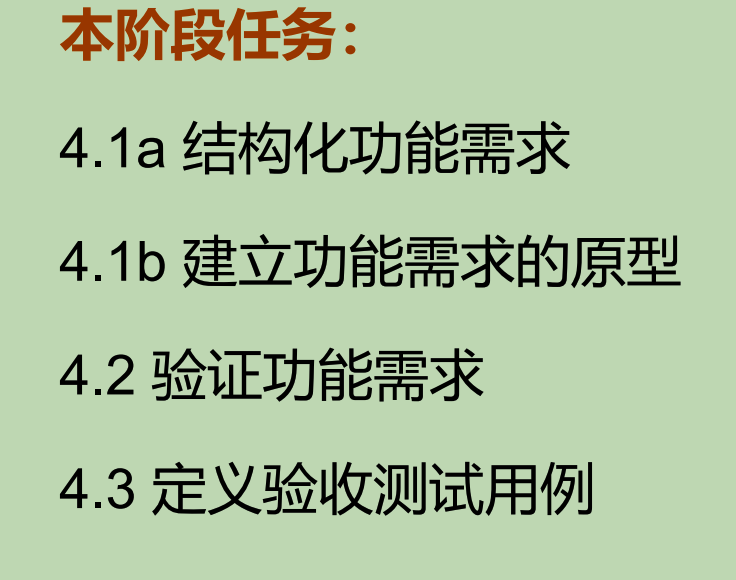 本阶段任务：
4.1a 结构化功能需求
4.1b 建立功能需求的原型
4.2 验证功能需求
4.3 定义验收测试用例